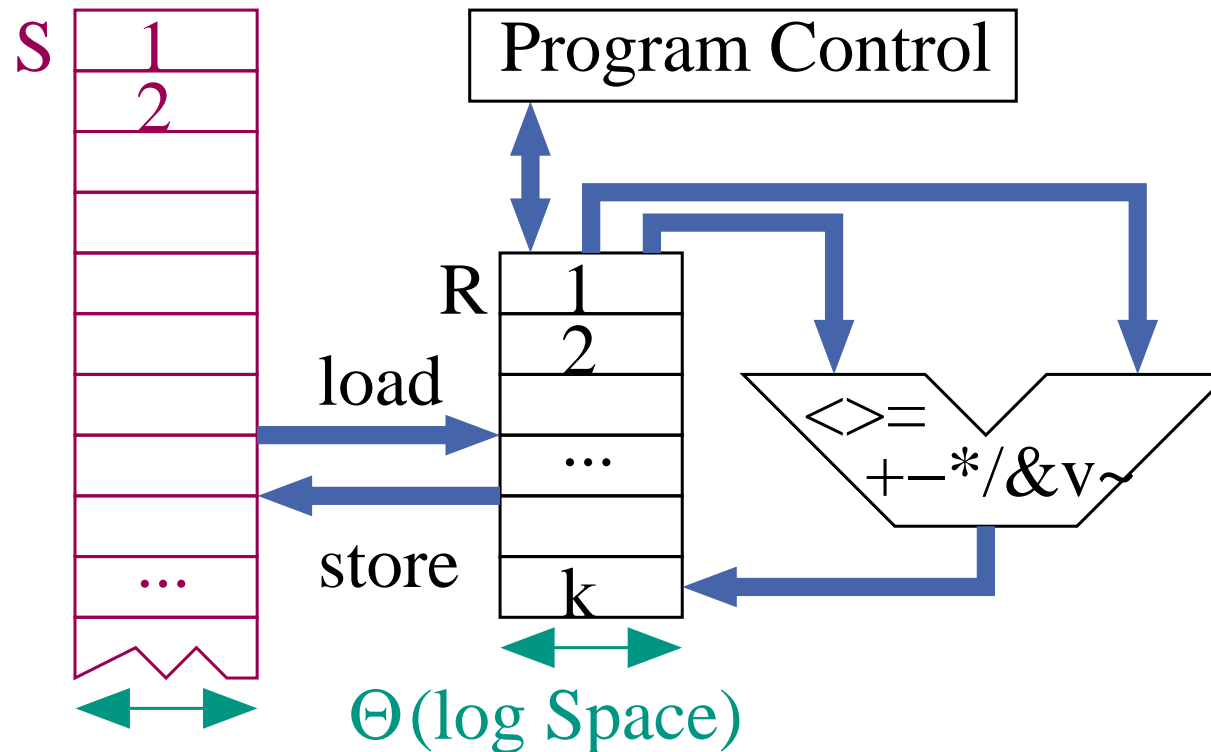 S
1
2
...
Program Control
R
1
2
...
k
load
store
<>=
+−*/&v~
Θ(log Space)